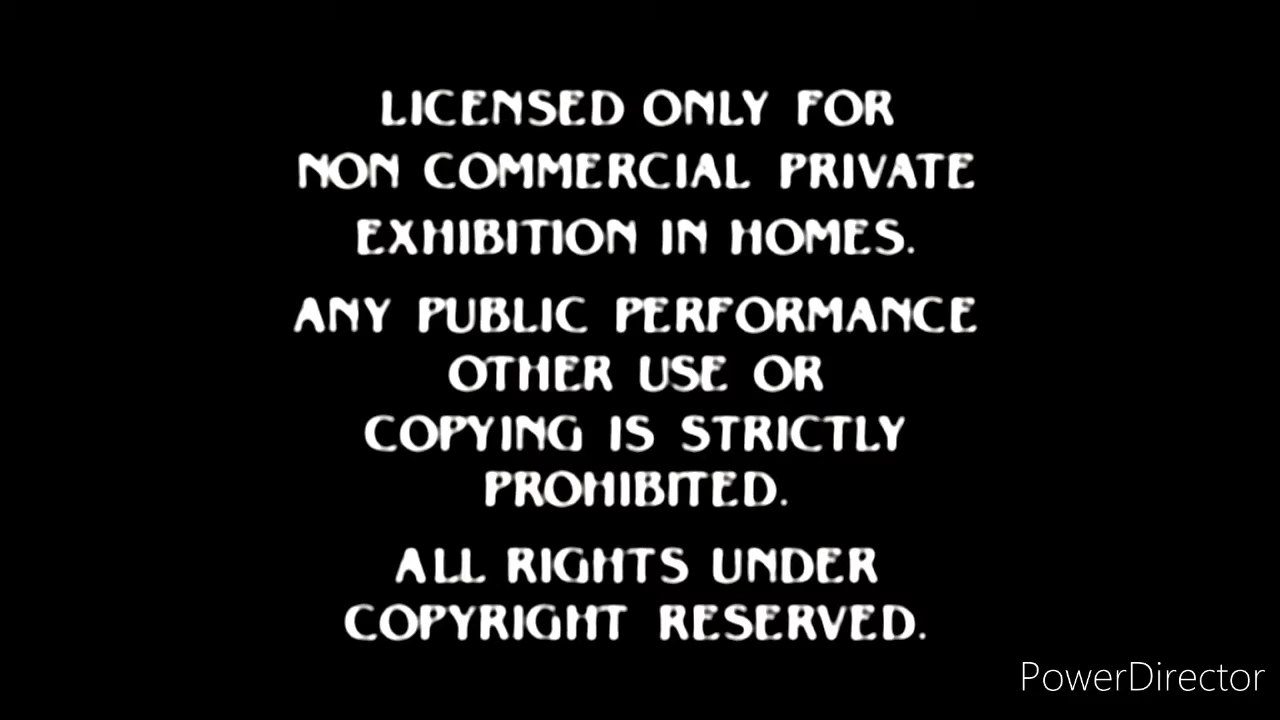 LICENSED ONLY FOR
NON COMMERCIAL PRIVATE
EXHIBITION IN HOMES.
ANY PUBLIC PERFORMANCE
OTHER USE OR
COPYING IS STRICTLY
PROHIBITED.
ALL RIGHTS UNDER
COPYRIGHT RESERVED.
PowerDirector